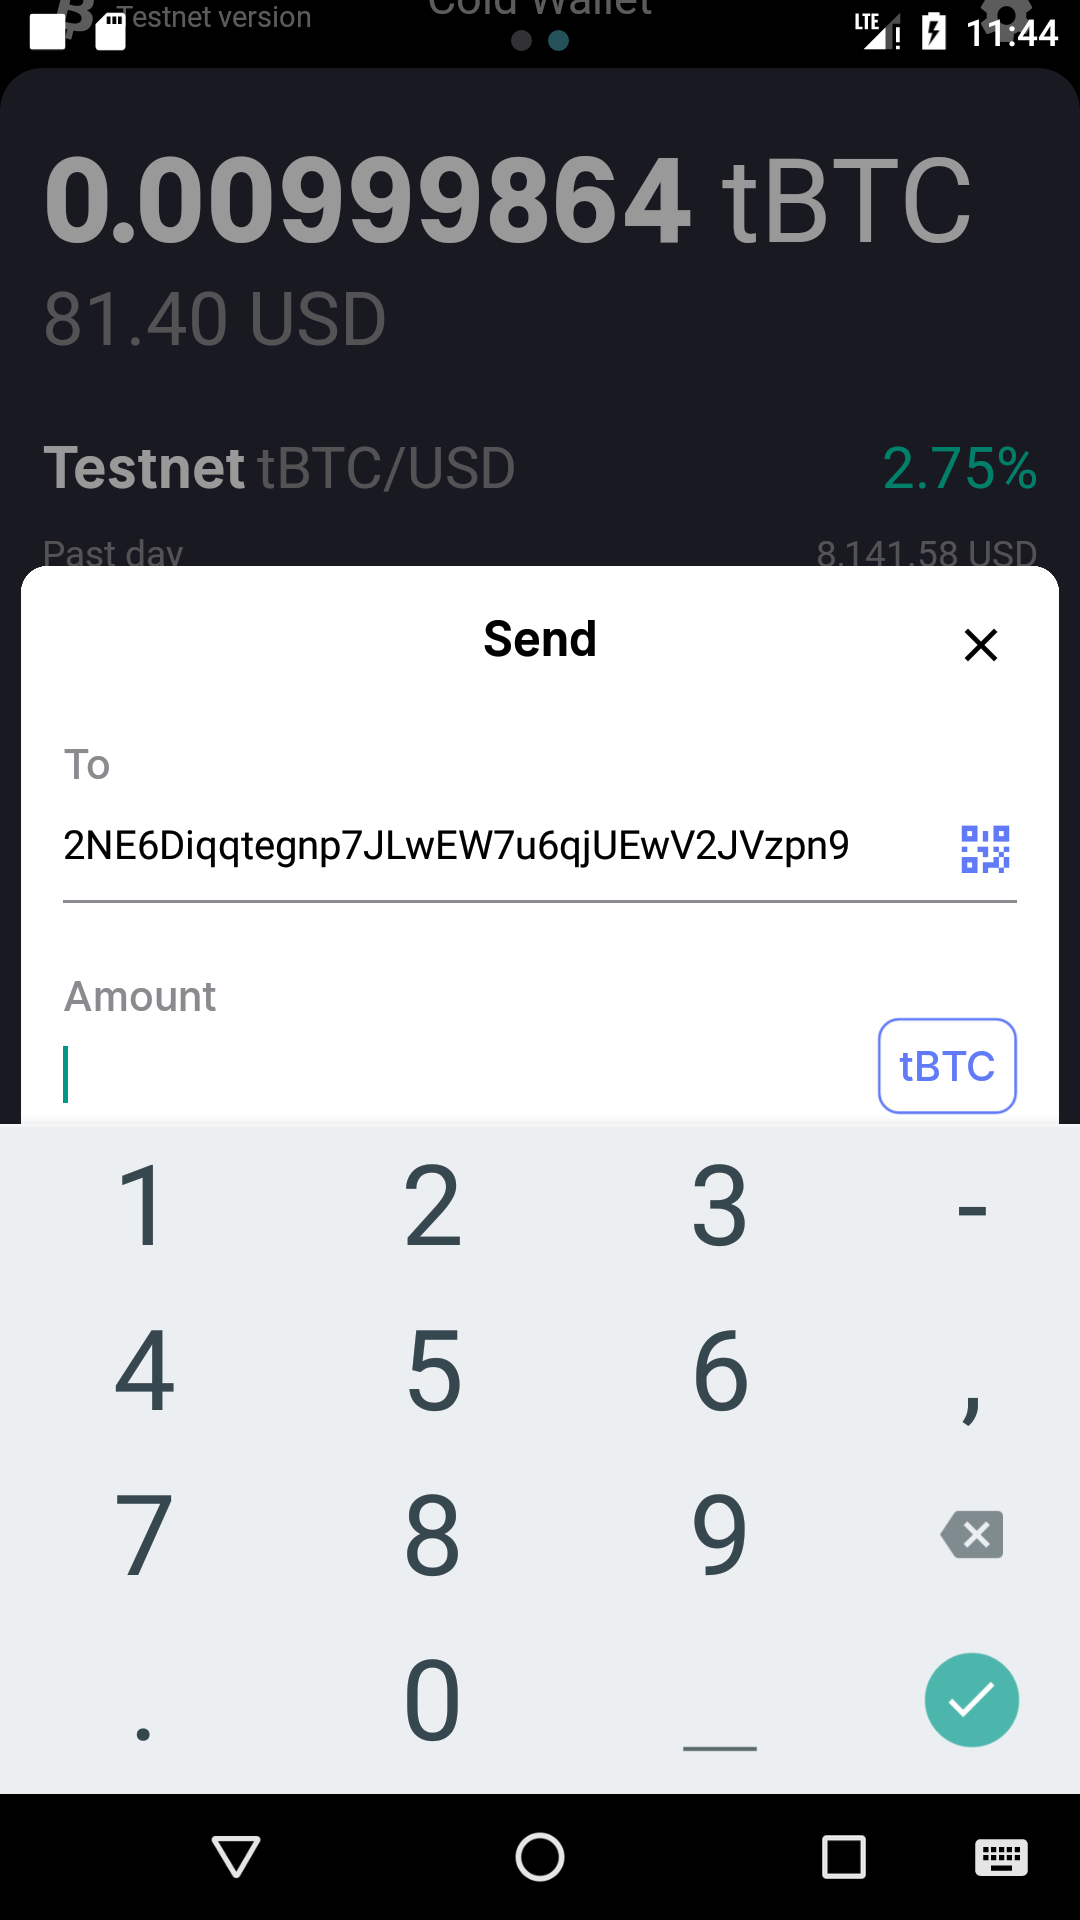 Testnet version
Cold Wallet
LTE
11:44
0.00999864 tBTC
81.40 USD
Testnet tBTC/USD
2.75%
Past day
8,141.58 USD
Send
To
2NE6Diqqtegnp7JLwEW7u6qjUEwV2JVzpn9
Amount
tBTC
1 2 3 -
4 5 6 ,
7 8 9
. 0 _